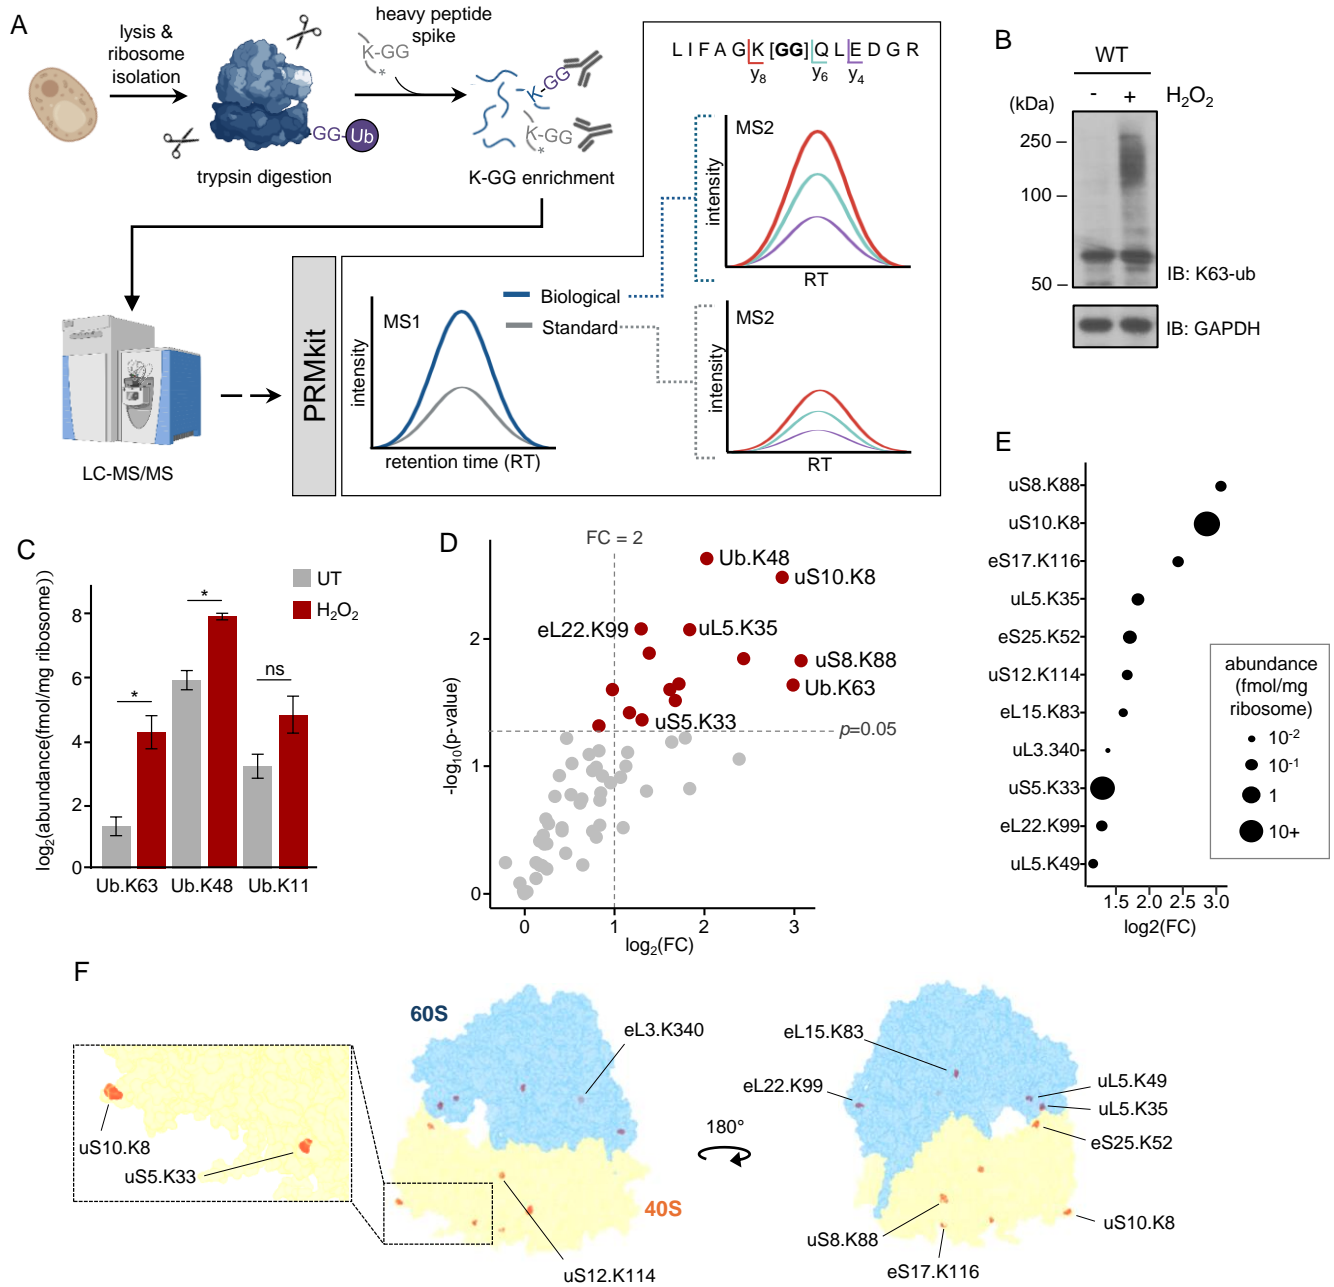 A
lysis &
ribosome
isolation
GG
Ub
trypsin digestion
heavy peptide
spike
K-GG
*
K-GG
K-GG
*
K-GG enrichment
LC-MS/MS
PRMkit
MS1
intensity
retention time (RT)
Biological
Standard
L I F A G K [GG] Q L E D G R
y8
y6
y4
MS2
intensity
RT
MS2
intensity
RT
B
WT
(kDa)
-
+
H2O2
250
100
50
IB: K63-ub
IB: GAPDH
C
log2(abundance(fmol/mg ribosome))
8
6
4
2
0
*
*
ns
UT
H2O2
Ub.K63
Ub.K48
Ub.K11
D
FC = 2
Ub.K48
uS10.K8
eL22.K99
uL5.K35
uS8.K88
Ub.K63
uS5.K33
p=0.05
-log10(p-value)
2
1
0
0
1
2
3
log2(FC)
E
uS8.K88
uS10.K8
eS17.K116
uL5.K35
eS25.K52
uS12.K114
eL15.K83
uL3.340
uS5.K33
eL22.K99
uL5.K49
1.5
2.0
2.5
3.0
log2(FC)
abundance
(fmol/mg
ribosome)
10-2
10-1
1
10+
F
60S
40S
uS10.K8
uS5.K33
eL3.K340
uS12.K114
180°
eL15.K83
eL22.K99
uL5.K49
uL5.K35
eS25.K52
uS10.K8
uS8.K88
eS17.K116